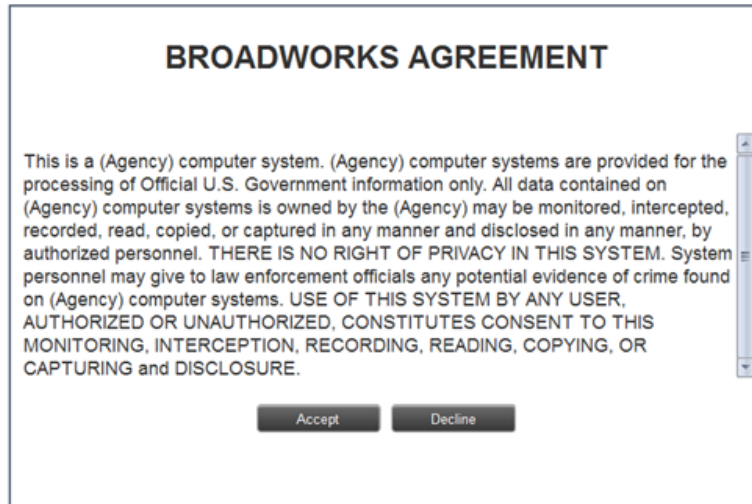 BROADWORKS AGREEMENT
This is a (Agency) computer system. (Agency) computer systems are provided for the
processing of Official U.S. Government information only. All data contained on
(Agency) computer systems is owned by the (Agency) may be monitored, intercepted,
recorded, read, copied, or captured in any manner and disclosed in any manner, by
authorized personnel. THERE IS NO RIGHT OF PRIVACY IN THIS SYSTEM. System
personnel may give to law enforcement officials any potential evidence of crime found
on (Agency) computer systems. USE OF THIS SYSTEM BY ANY USER,
AUTHORIZED OR UNAUTHORIZED, CONSTITUTES CONSENT TO THIS
MONITORING, INTERCEPTION, RECORDING, READING, COPYING, OR
CAPTURING and DISCLOSURE.
Accept Decline